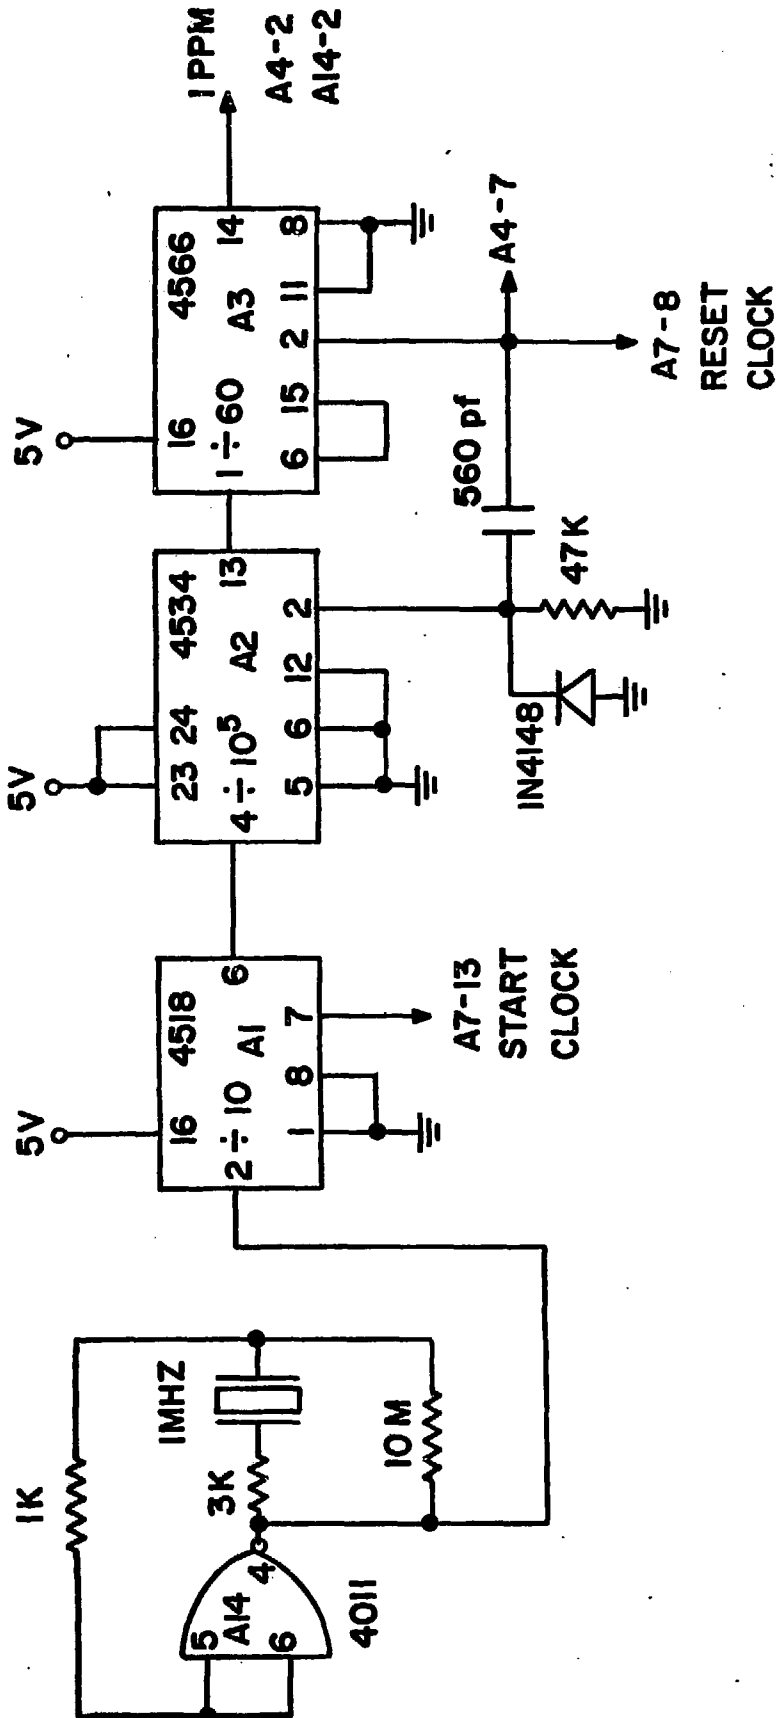 1K
1MHZ
3K
10M
5
A14
6
4
4011
5V
16
4518
2÷10
A1
6
1
8
7
A7-13
START
CLOCK
5V
23
24
4534
4÷10⁵
A2
13
5
6
12
2
1N4148
47K
560pf
5V
16
4566
1÷60
A3
14
6
15
2
11
8
1PPM
A4-2
A14-2
A4-7
A7-8
RESET
CLOCK